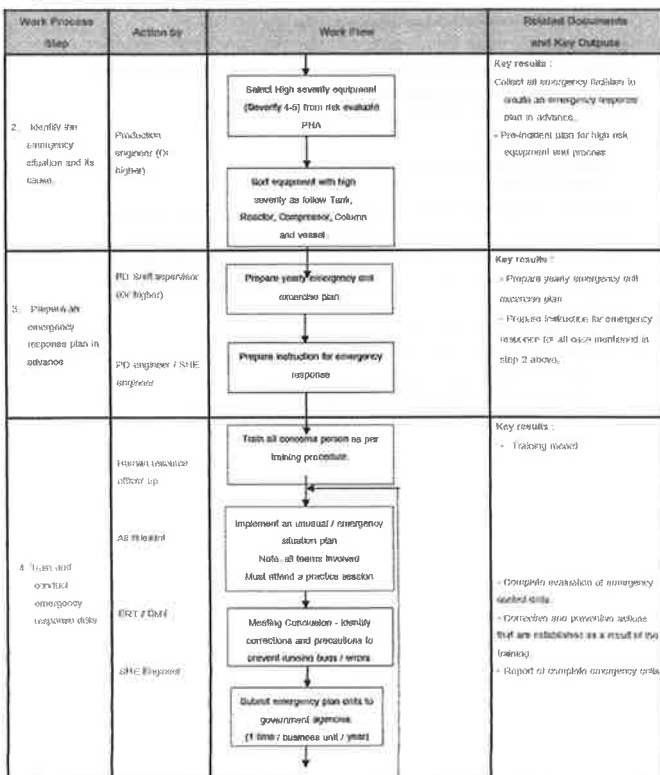 Work Process
Step
Action by
Work Flow
Related Documents
and Key Outputs
2. Identify the
emergency
situation and its
cause.
Production
engineer (Or
higher)
Select High severity equipment
(Severity 4-5) from risk evaluate
PHA
Sort equipment with high
severity as follow Tank,
Reactor, Compressor, Column
and vessel
Key results :
Collect all emergency facilities to
create an emergency response
plan in advance.
- Pre-incident plan for high risk
equipment and process
3. Prepare an
emergency
response plan in
advance
PD Shift supervisor
(Or higher)
PD engineer / SHE
engineer
Prepare yearly emergency drill
excercise plan
Prepare instruction for emergency
response
Key results :
- Prepare yearly emergency drill
excercise plan
- Prepare instruction for emergency
response for all case mentioned in
step 2 above.
4. Train and
conduct
emergency
response drills
Human resource
officer up
All
ERT /
SHE Engineer
Train all concerns person as per
training procedure.
Implement an unusual / emergency
situation plan
Note, all teams involved
Must attend a practice session
Meeting Conclusion - Identify
corrections and precautions to
prevent running bugs / errors
Submit emergency plan drills to
government agencies
(1 time / business unit / year)
Key results :
- Training record
- Complete evaluation of emergency
control drills.
- Corrective and preventive actions
that are established as a result of the
training.
- Report of complete emergency drills